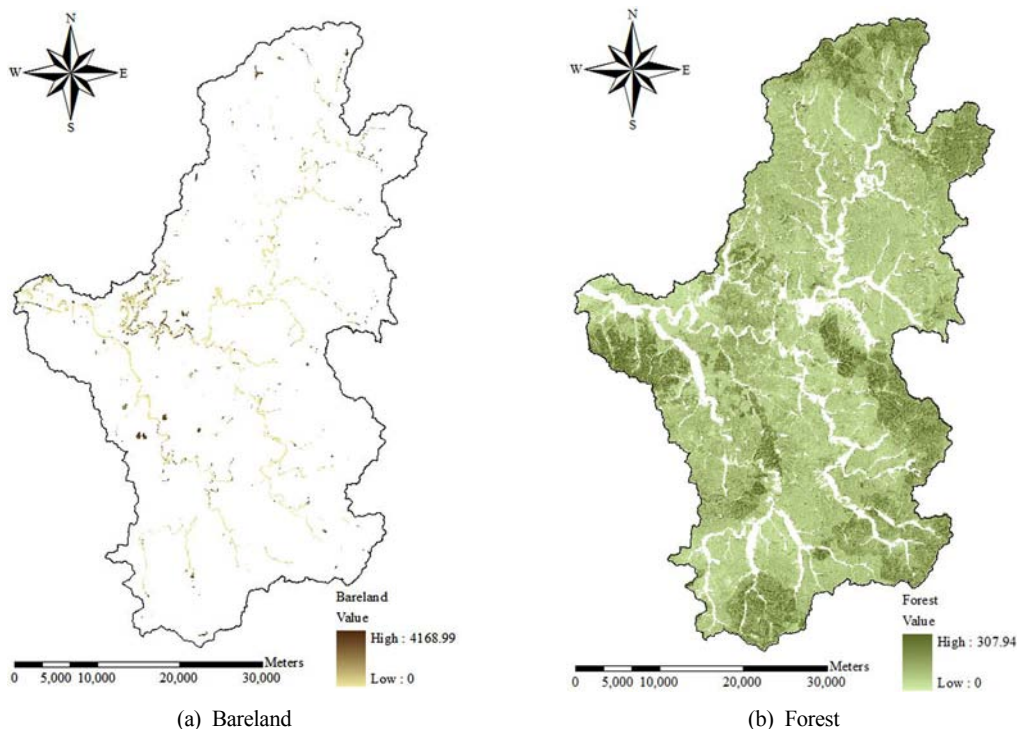 N
W E
S
Bareland
Value
High : 4168.99
Low : 0
Meters
0 5,000 10,000 20,000 30,000
(a) Bareland
N
W E
S
Forest
Value
High : 307.94
Low : 0
Meters
0 5,000 10,000 20,000 30,000
(b) Forest